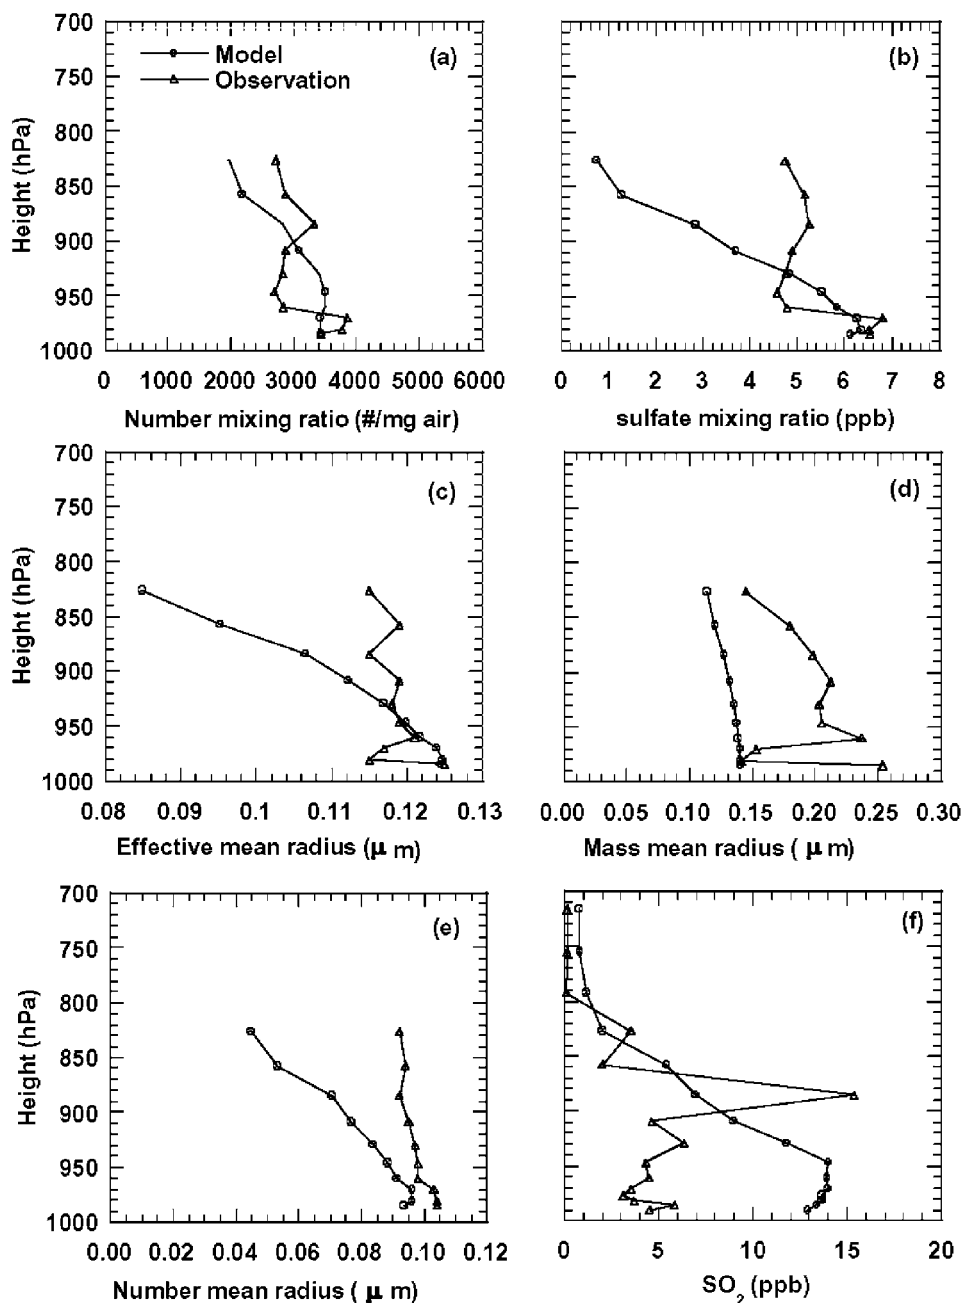 700
750
800
850
900
950
1000
Height (hPa)
Model
Observation
(a)
0 1000 2000 3000 4000 5000 6000
Number mixing ratio (#/mg air)
(b)
0 1 2 3 4 5 6 7 8
sulfate mixing ratio (ppb)
700
750
800
850
900
950
1000
Height (hPa)
(c)
0.08 0.09 0.1 0.11 0.12 0.13
Effective mean radius (μ m)
(d)
0.00 0.05 0.10 0.15 0.20 0.25 0.30
Mass mean radius ( μ m)
700
750
800
850
900
950
1000
Height (hPa)
(e)
0.00 0.02 0.04 0.06 0.08 0.10 0.12
Number mean radius ( μ m)
(f)
0 5 10 15 20
SO2 (ppb)